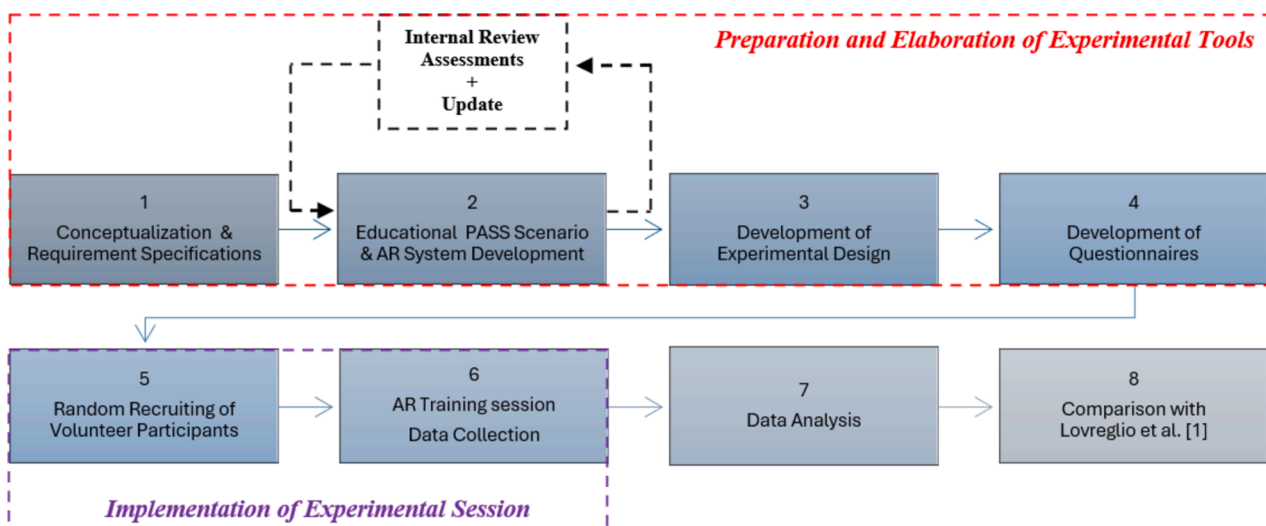 Preparation and Elaboration of Experimental Tools
Internal Review
Assessments
+
Update
1
Conceptualization &
Requirement Specifications
2
Educational PASS Scenario
& AR System Development
3
Development of
Experimental Design
4
Development of
Questionnaires
5
Random Recruiting of
Volunteer Participants
6
AR Training session
Data Collection
7
Data Analysis
8
Comparison with
Lovreglio et al. [1]
Implementation of Experimental Session